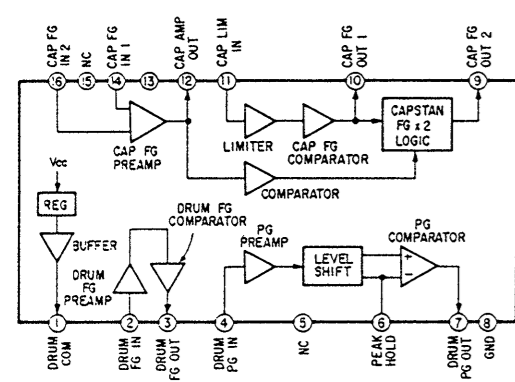 CAP FG
IN 2
NC
CAP FG
IN 1
CAP AMP
OUT
CAP LIM
IN
CAP FG
OUT 1
CAP FG
OUT 2
16
15
14
13
12
11
10
9
CAP FG
PREAMP
LIMITER
CAP FG
COMPARATOR
CAPSTAN
FG x 2
LOGIC
COMPARATOR
Vcc
REG
BUFFER
DRUM
FG
PREAMP
DRUM FG
COMPARATOR
PG
PREAMP
LEVEL
SHIFT
PG
COMPARATOR
+
−
1
2
3
4
5
6
7
8
DRUM
COM
DRUM
FG IN
DRUM
FG OUT
DRUM
PG IN
NC
PEAK
HOLD
DRUM
PG OUT
GND